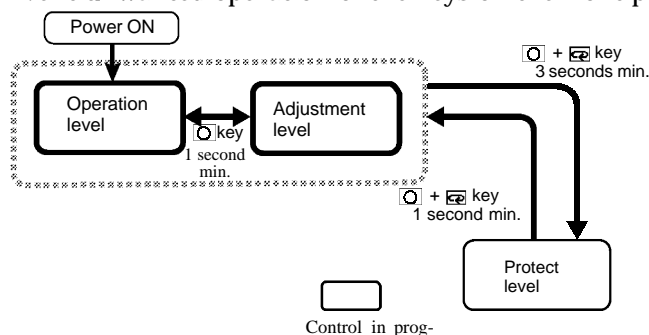 Power ON
+ key
3 seconds min.
Operation
level
Adjustment
level
key
1 second
min.
+ key
1 second min.
Protect
level
Control in prog-